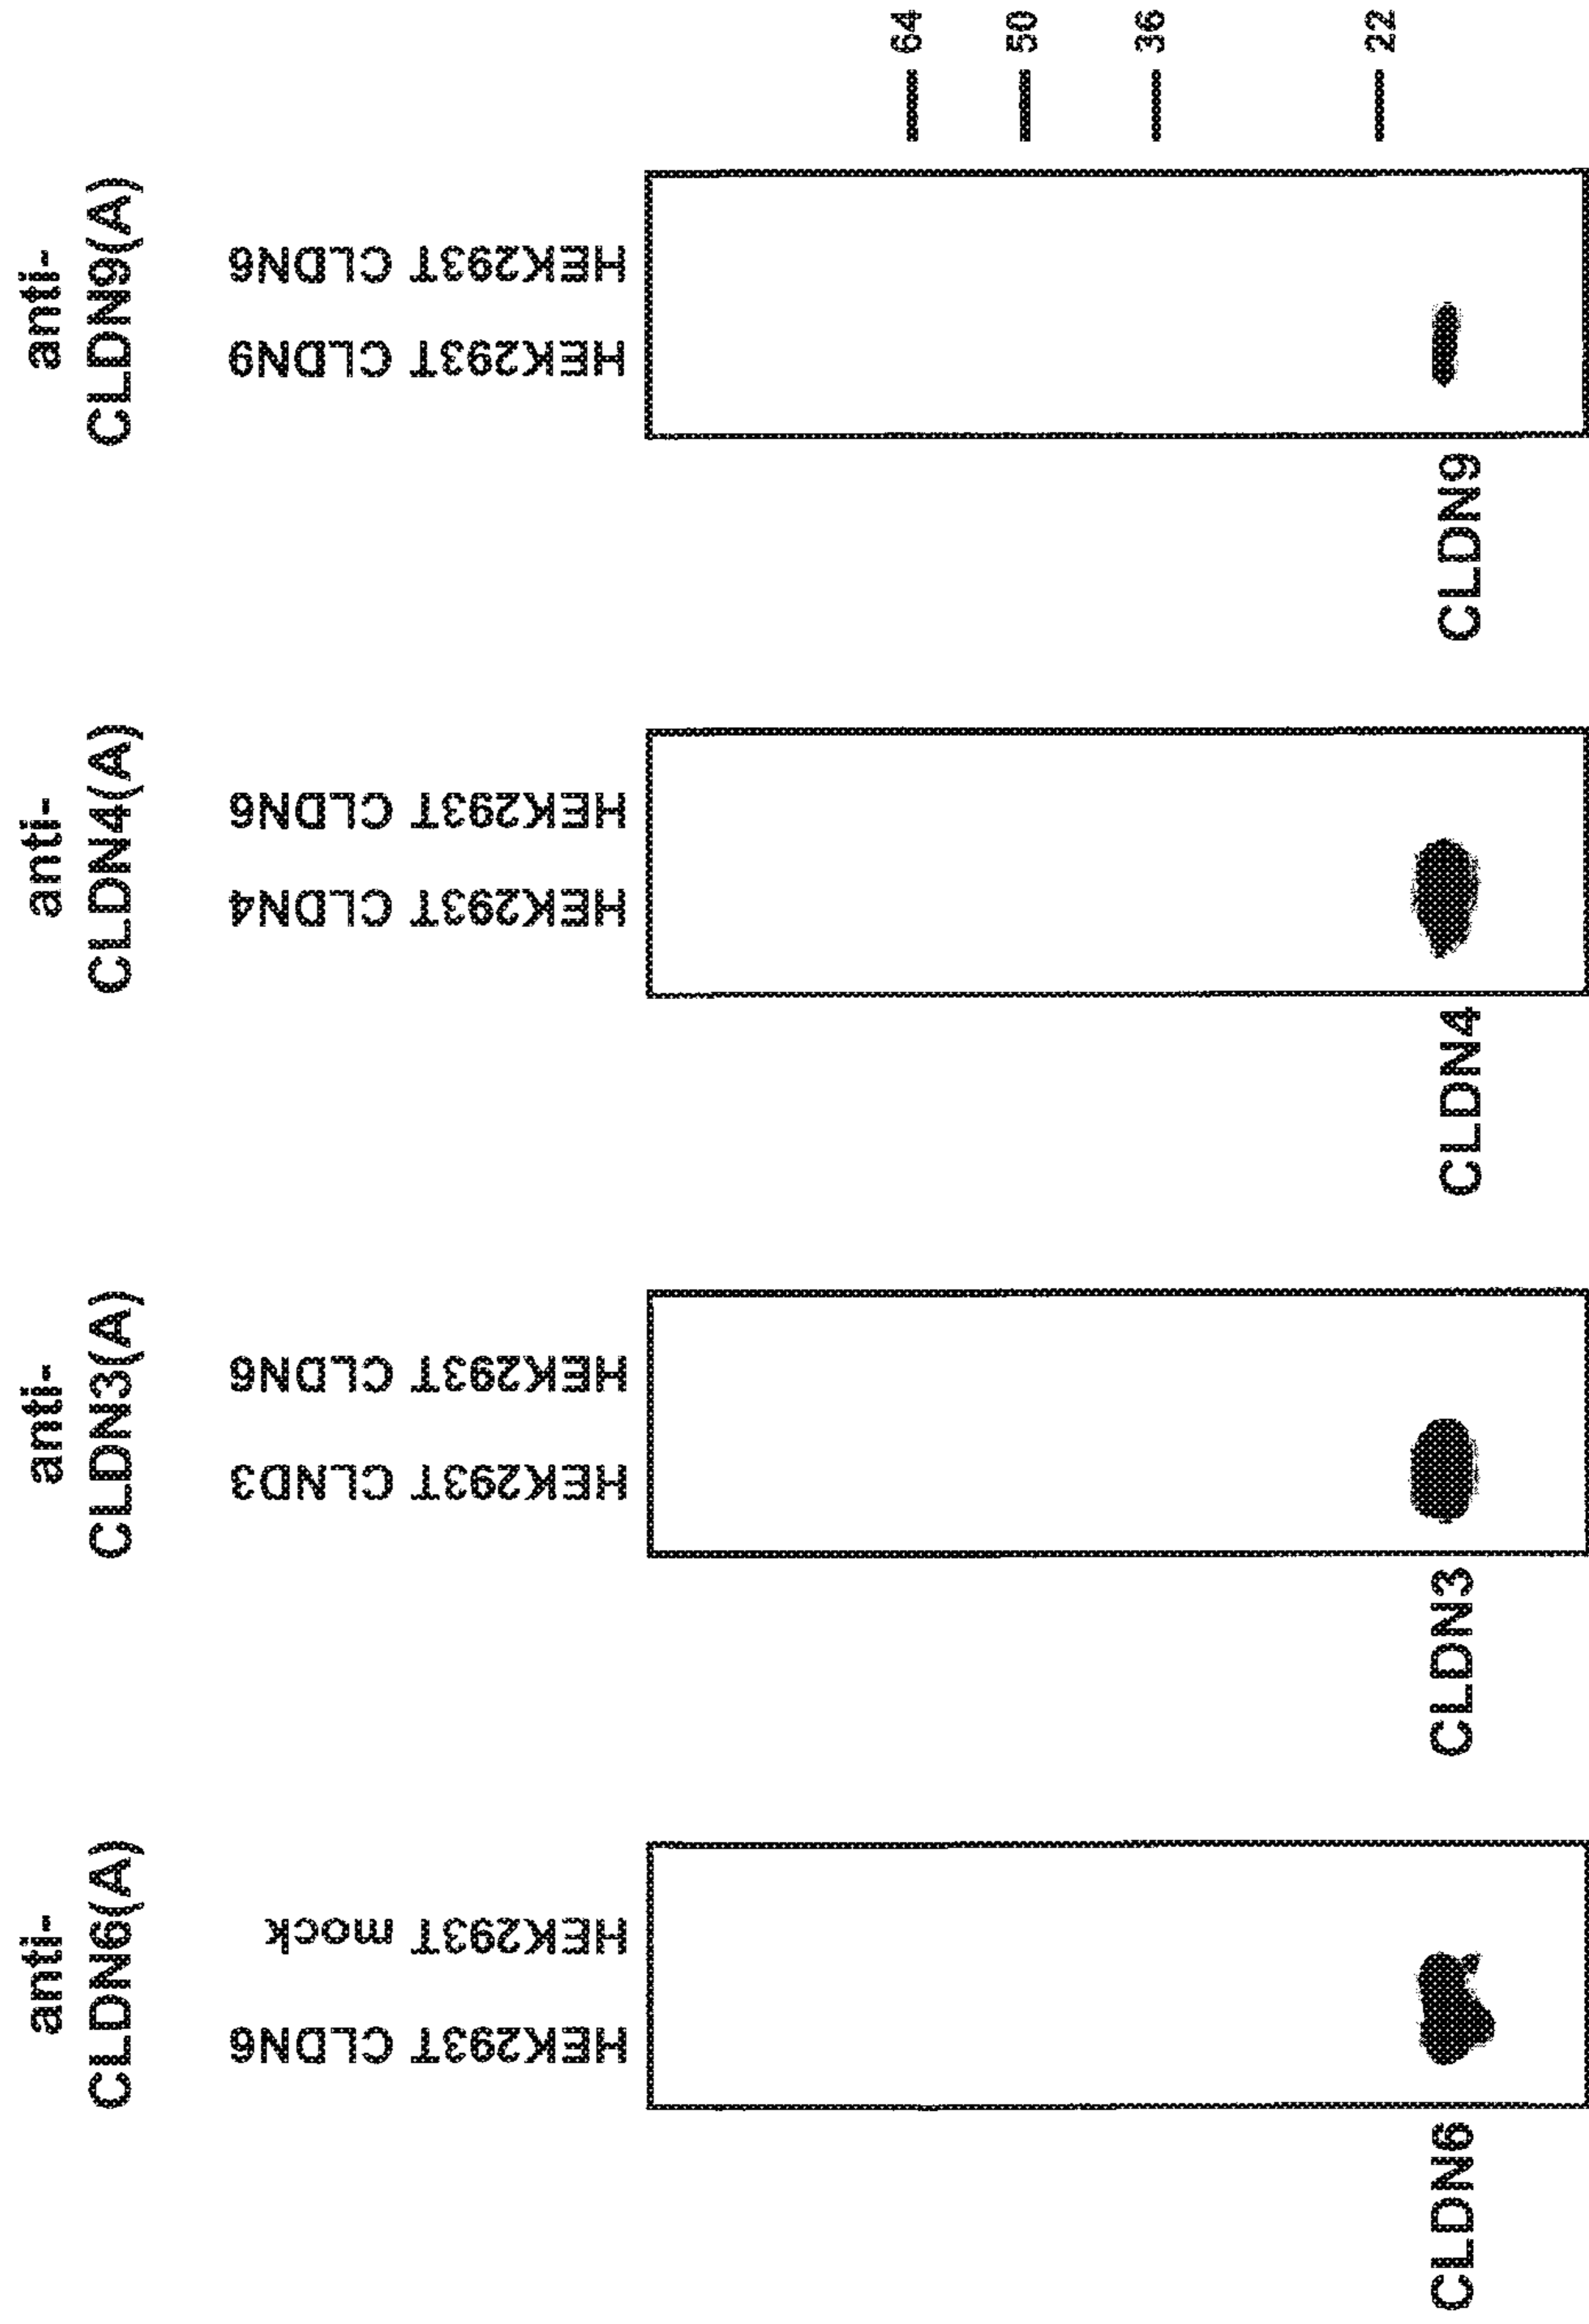 anti-
CLDN6(A)
HEK293T CLDN6
HEK293T mock
CLDN6
anti-
CLDN3(A)
HEK293T CLND3
HEK293T CLDN6
CLDN3
anti-
CLDN4(A)
HEK293T CLDN4
HEK293T CLDN6
CLDN4
anti-
CLDN9(A)
HEK293T CLDN9
HEK293T CLDN6
CLDN9
64
50
36
22